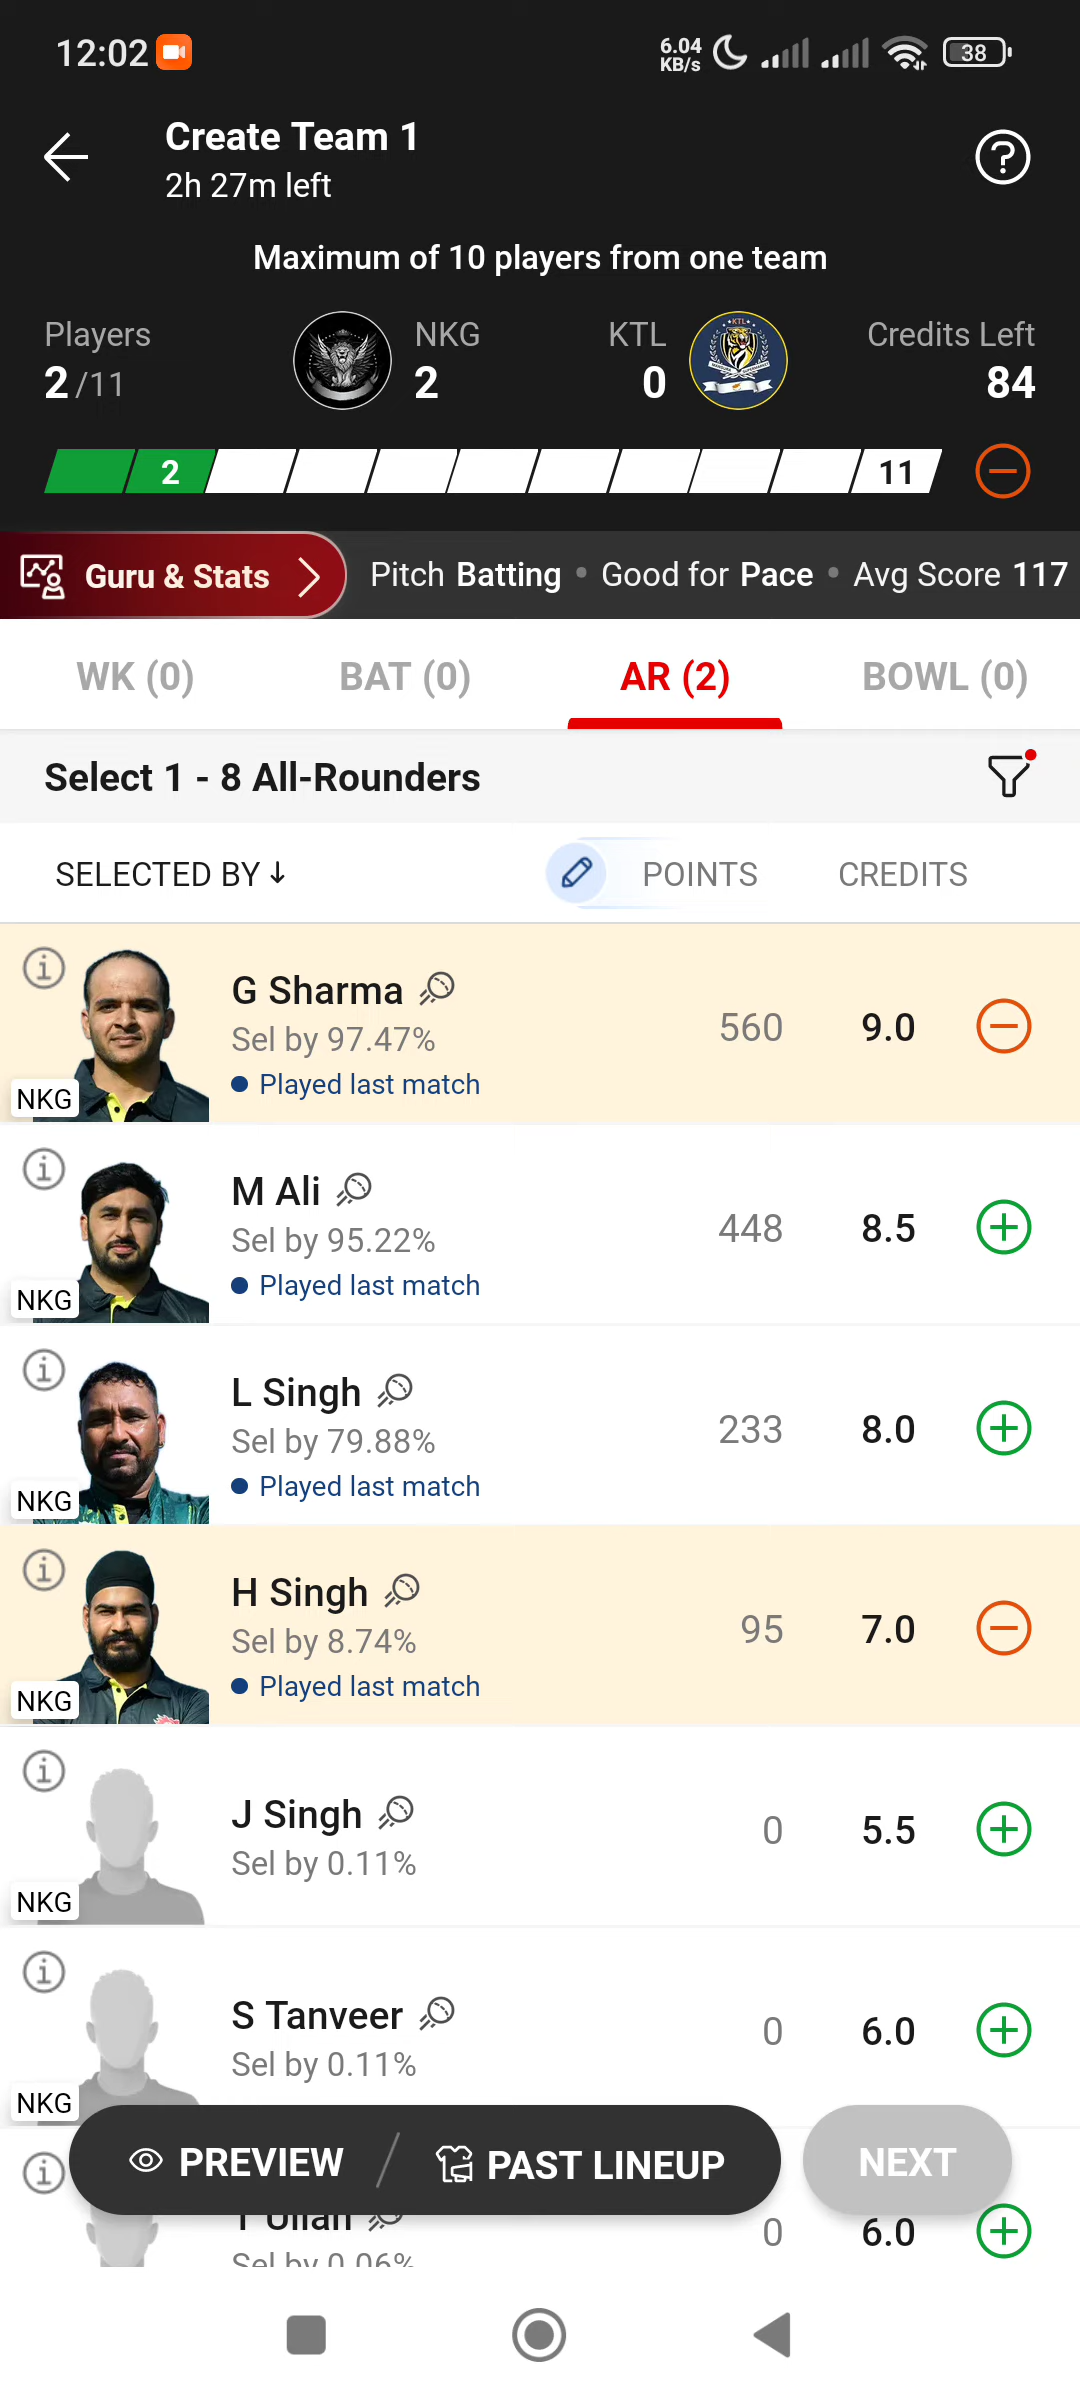 12:02
6.04
KB/s
38
Create Team 1
2h 27m left
Maximum of 10 players from one team
Players
2/11
NKG
2
KTL
0
Credits Left
84
2
11
Guru & Stats
Pitch Batting • Good for Pace • Avg Score 117
WK (0)
BAT (0)
AR (2)
BOWL (0)
Select 1 - 8 All-Rounders
SELECTED BY ↓
POINTS
CREDITS
G Sharma
Sel by 97.47%
Played last match
NKG
560
9.0
M Ali
Sel by 95.22%
Played last match
NKG
448
8.5
L Singh
Sel by 79.88%
Played last match
NKG
233
8.0
H Singh
Sel by 8.74%
Played last match
NKG
95
7.0
J Singh
Sel by 0.11%
NKG
0
5.5
S Tanveer
Sel by 0.11%
NKG
0
6.0
PREVIEW
PAST LINEUP
NEXT
0
6.0
Sel by 0.06%